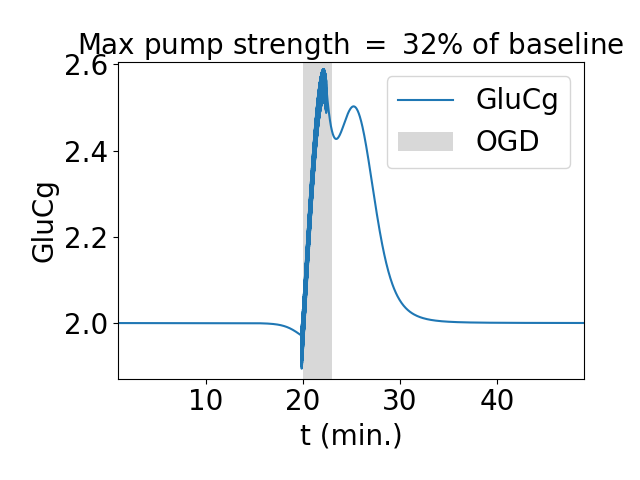 Max pump strength = 32% of baseline
2.6
2.4
2.2
2.0
GluCg
GluCg
OGD
10 20 30 40
t (min.)